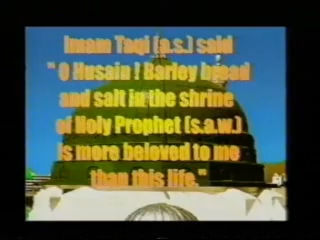 Imam Taqi (a.s.) said
" O Husain ! Barley bread
and salt in the shrine
of Holy Prophet (s.a.w.)
is more beloved to me
than this life."